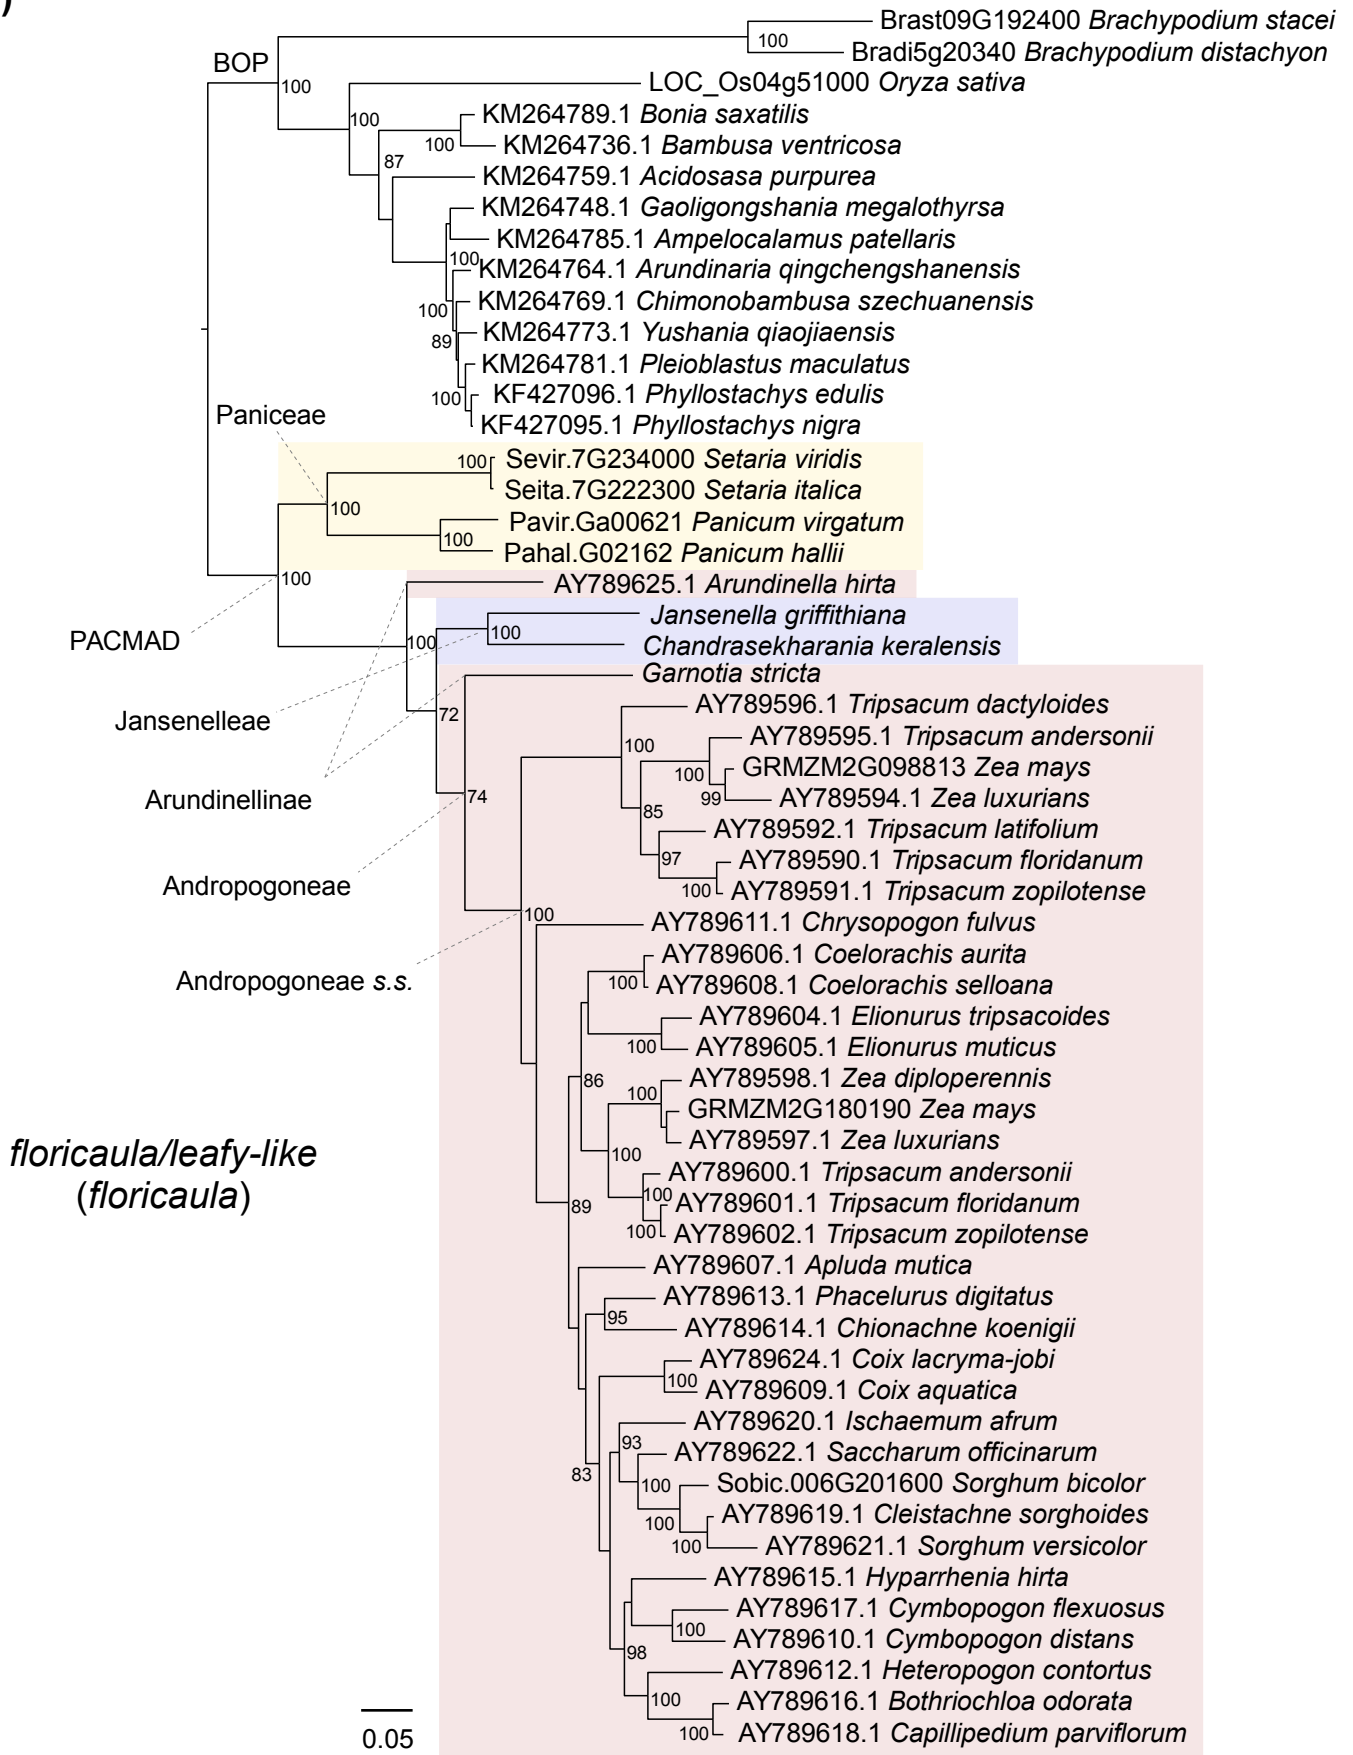 )
Brast09G192400 Brachypodium stacei
100
Bradi5g20340 Brachypodium distachyon
BOP
100
LOC_Os04g51000 Oryza sativa
100
KM264789.1 Bonia saxatilis
100
KM264736.1 Bambusa ventricosa
87
KM264759.1 Acidosasa purpurea
KM264748.1 Gaoligongshania megalothyrsa
KM264785.1 Ampelocalamus patellaris
100
KM264764.1 Arundinaria qingchengshanensis
100
KM264769.1 Chimonobambusa szechuanensis
89
KM264773.1 Yushania qiaojiaensis
KM264781.1 Pleioblastus maculatus
100
KF427096.1 Phyllostachys edulis
KF427095.1 Phyllostachys nigra
Paniceae
100
Sevir.7G234000 Setaria viridis
Seita.7G222300 Setaria italica
100
Pavir.Ga00621 Panicum virgatum
100
Pahal.G02162 Panicum hallii
100
PACMAD
AY789625.1 Arundinella hirta
Jansenella griffithiana
100
100
Chandrasekharania keralensis
Jansenelleae
72
Garnotia stricta
Arundinellinae
74
Andropogoneae
AY789596.1 Tripsacum dactyloides
100
AY789595.1 Tripsacum andersonii
100
GRMZM2G098813 Zea mays
99
AY789594.1 Zea luxurians
85
AY789592.1 Tripsacum latifolium
97
AY789590.1 Tripsacum floridanum
100
AY789591.1 Tripsacum zopilotense
100
Andropogoneae s.s.
AY789611.1 Chrysopogon fulvus
AY789606.1 Coelorachis aurita
100
AY789608.1 Coelorachis selloana
AY789604.1 Elionurus tripsacoides
100
AY789605.1 Elionurus muticus
86
AY789598.1 Zea diploperennis
100
GRMZM2G180190 Zea mays
AY789597.1 Zea luxurians
100
AY789600.1 Tripsacum andersonii
100
AY789601.1 Tripsacum floridanum
100
AY789602.1 Tripsacum zopilotense
floricaula/leafy-like
(floricaula)
89
AY789607.1 Apluda mutica
AY789613.1 Phacelurus digitatus
95
AY789614.1 Chionachne koenigii
AY789624.1 Coix lacryma-jobi
100
AY789609.1 Coix aquatica
83
AY789620.1 Ischaemum afrum
93
AY789622.1 Saccharum officinarum
100
Sobic.006G201600 Sorghum bicolor
100
AY789619.1 Cleistachne sorghoides
100
AY789621.1 Sorghum versicolor
AY789615.1 Hyparrhenia hirta
AY789617.1 Cymbopogon flexuosus
100
AY789610.1 Cymbopogon distans
98
AY789612.1 Heteropogon contortus
100
AY789616.1 Bothriochloa odorata
100
AY789618.1 Capillipedium parviflorum
0.05